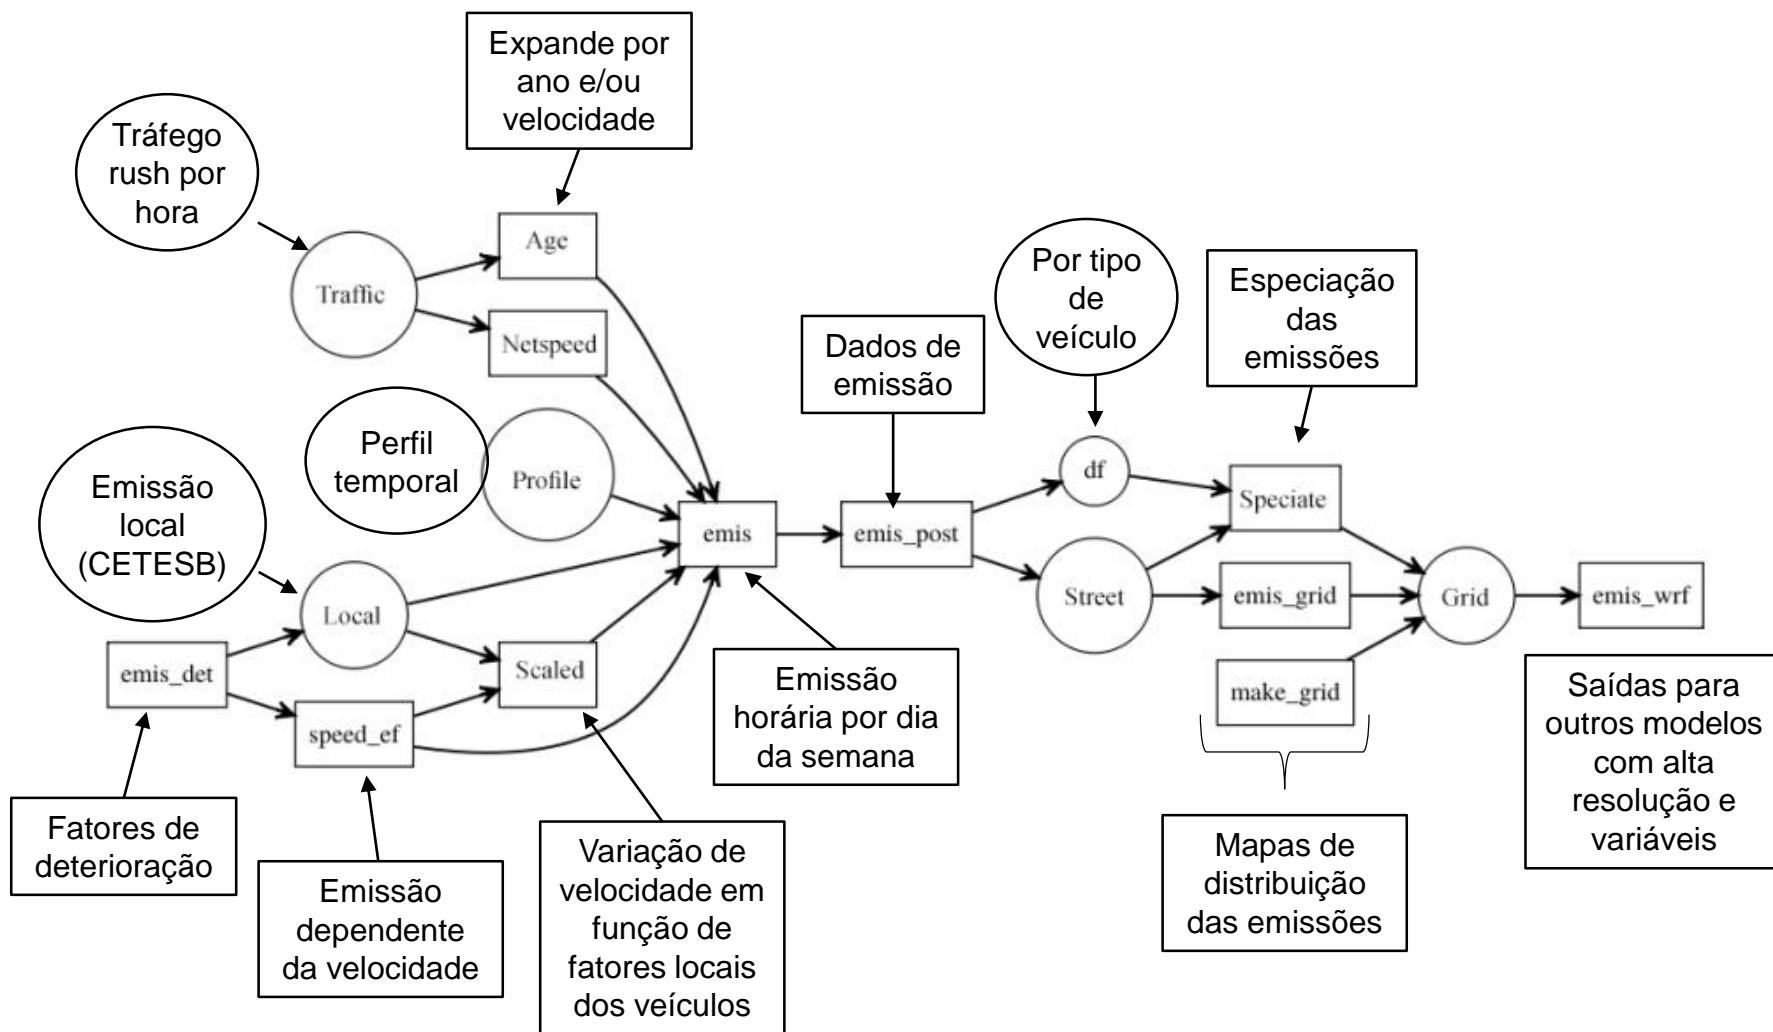 Expande por
ano e/ou
velocidade
Tráfego
rush por
hora
Age
Traffic
Netspeed
Por tipo
de
veículo
Especiação
das
emissões
Dados de
emissão
Perfil
temporal
Profile
Emissão
local
(CETESB)
df
Speciate
emis
emis_post
Local
Street
emis_grid
Grid
emis_wrf
emis_det
Scaled
make_grid
speed_ef
Emissão
horária por dia
da semana
Saídas para
outros modelos
com alta
resolução e
variáveis
Fatores de
deterioração
Emissão
dependente
da velocidade
Variação de
velocidade em
função de
fatores locais
dos veículos
Mapas de
distribuição
das emissões